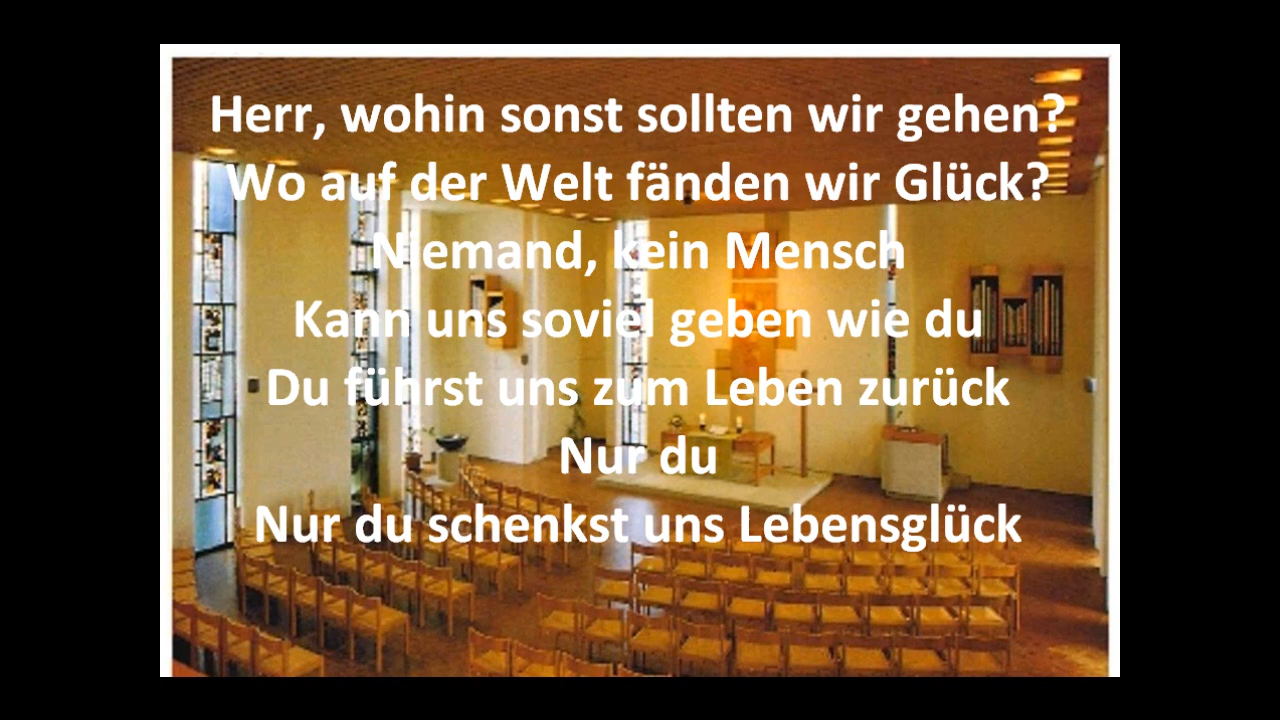 Herr, wohin sonst sollten wir gehen?
Wo auf der Welt fänden wir Glück?
Niemand, kein Mensch
Kann uns soviel geben wie du
Du führst uns zum Leben zurück
Nur du
Nur du schenkst uns Lebensglück